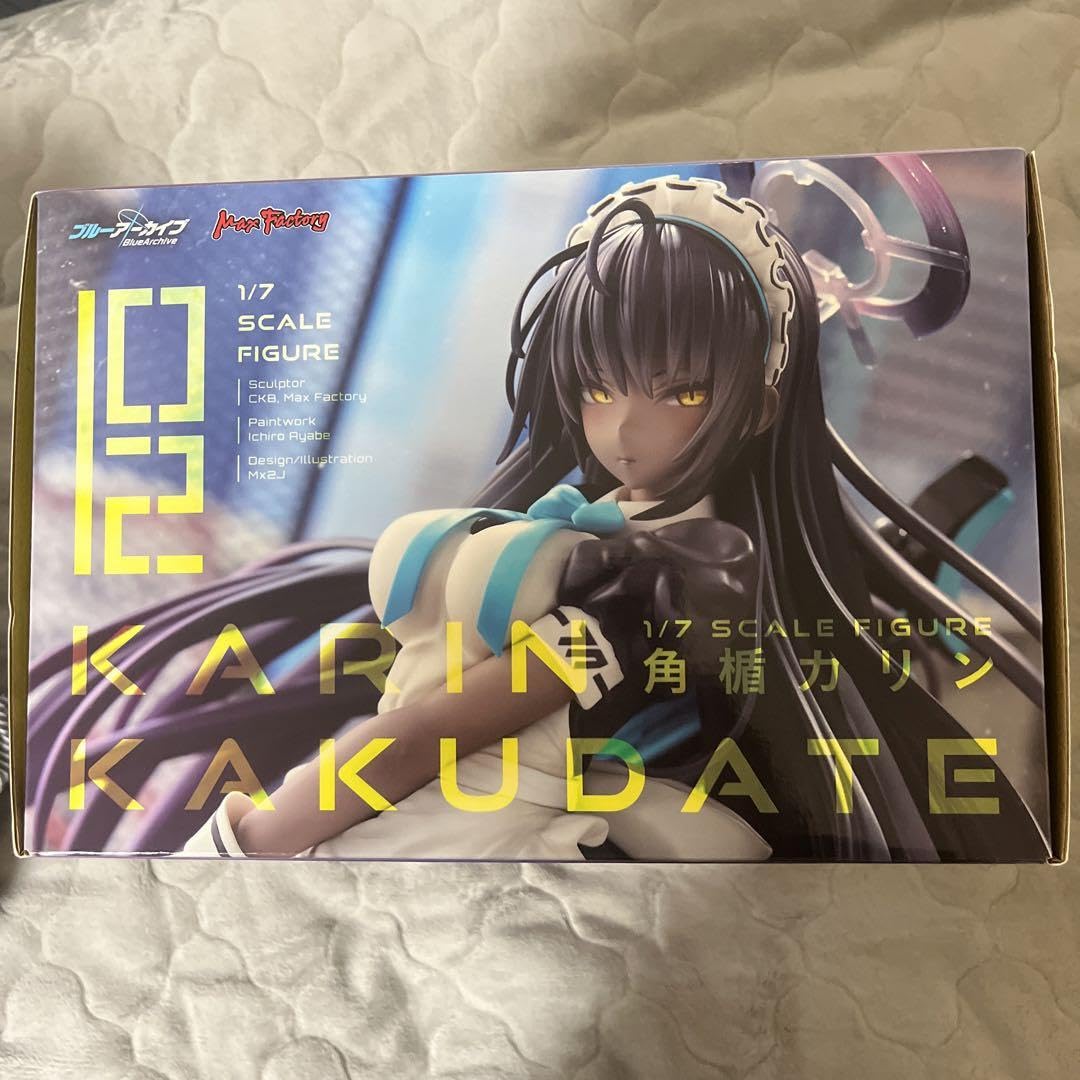 ブルーアーカイブ
BlueArchive
Max Factory
02
1/7
SCALE
FIGURE
Sculptor
CKB, Max Factory
Paintwork
Ichiro Ayabe
Design/Illustration
Mx2J
1/7 SCALE FIGURE
KARIN
角楯カリン
KAKUDATE